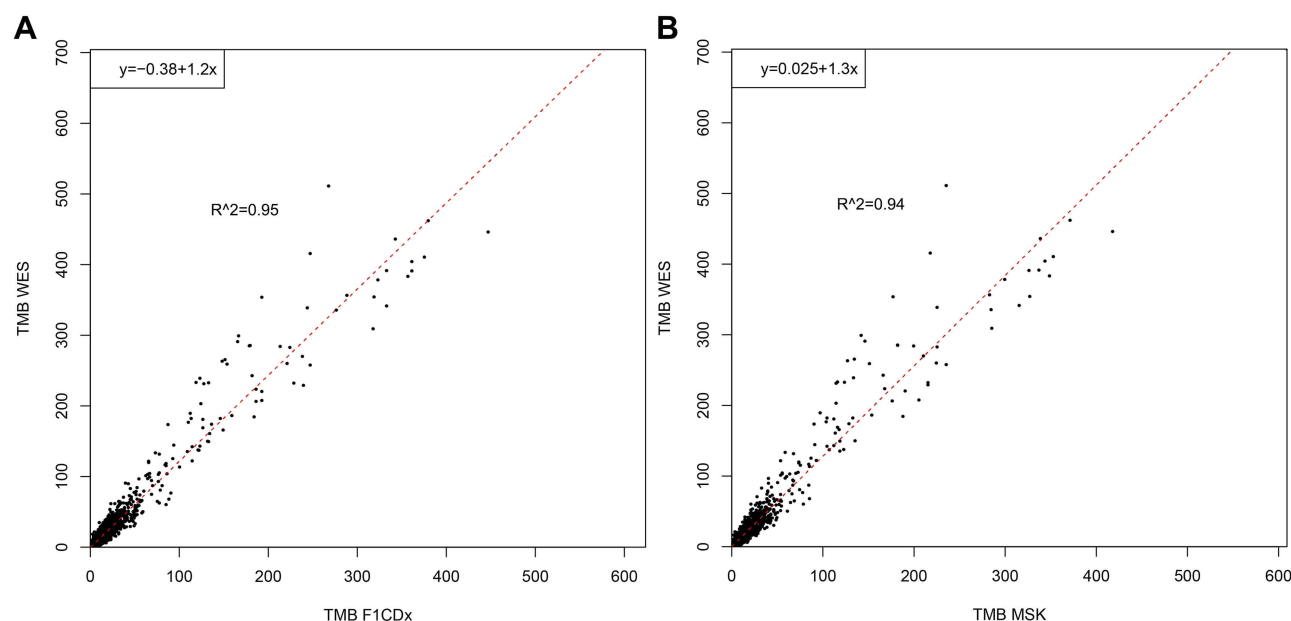 A
y=−0.38+1.2x
R^2=0.95
TMB WES
0
100
200
300
400
500
600
700
0 100 200 300 400 500 600
TMB F1CDx
B
y=0.025+1.3x
R^2=0.94
TMB WES
0
100
200
300
400
500
600
700
0 100 200 300 400 500 600
TMB MSK